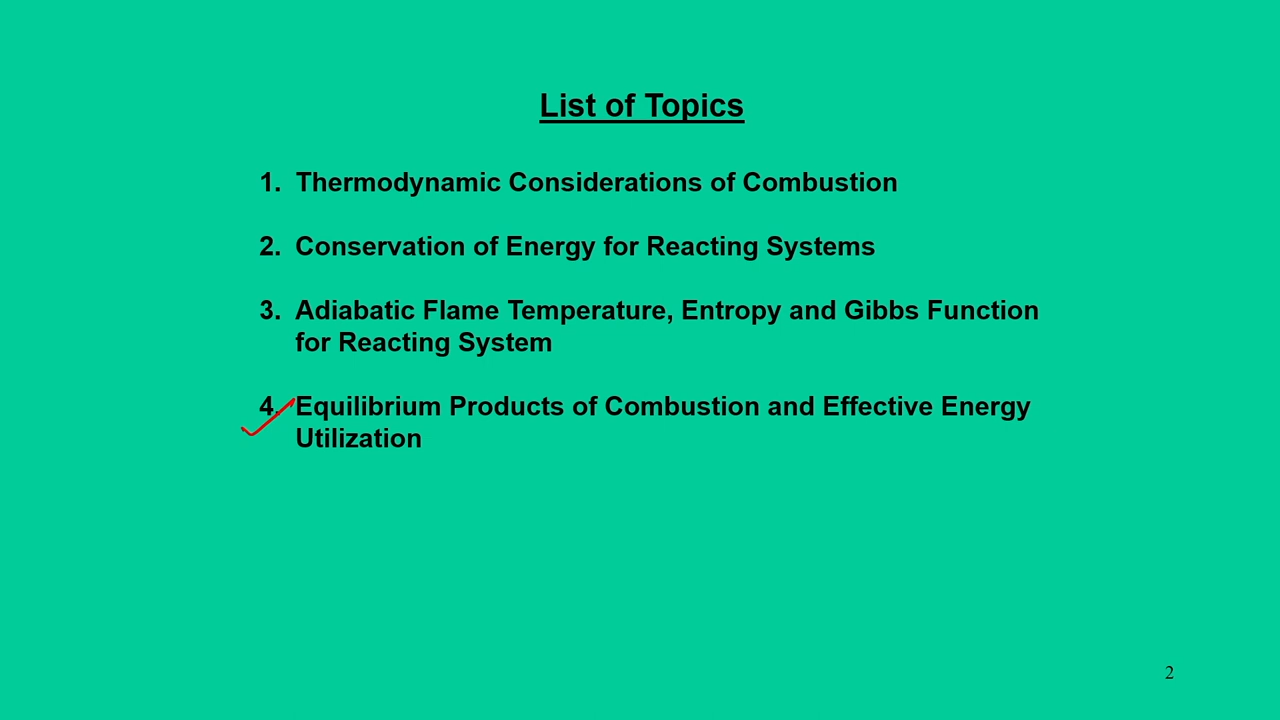 List of Topics
1. Thermodynamic Considerations of Combustion
2. Conservation of Energy for Reacting Systems
3. Adiabatic Flame Temperature, Entropy and Gibbs Function
for Reacting System
4. Equilibrium Products of Combustion and Effective Energy
Utilization
2